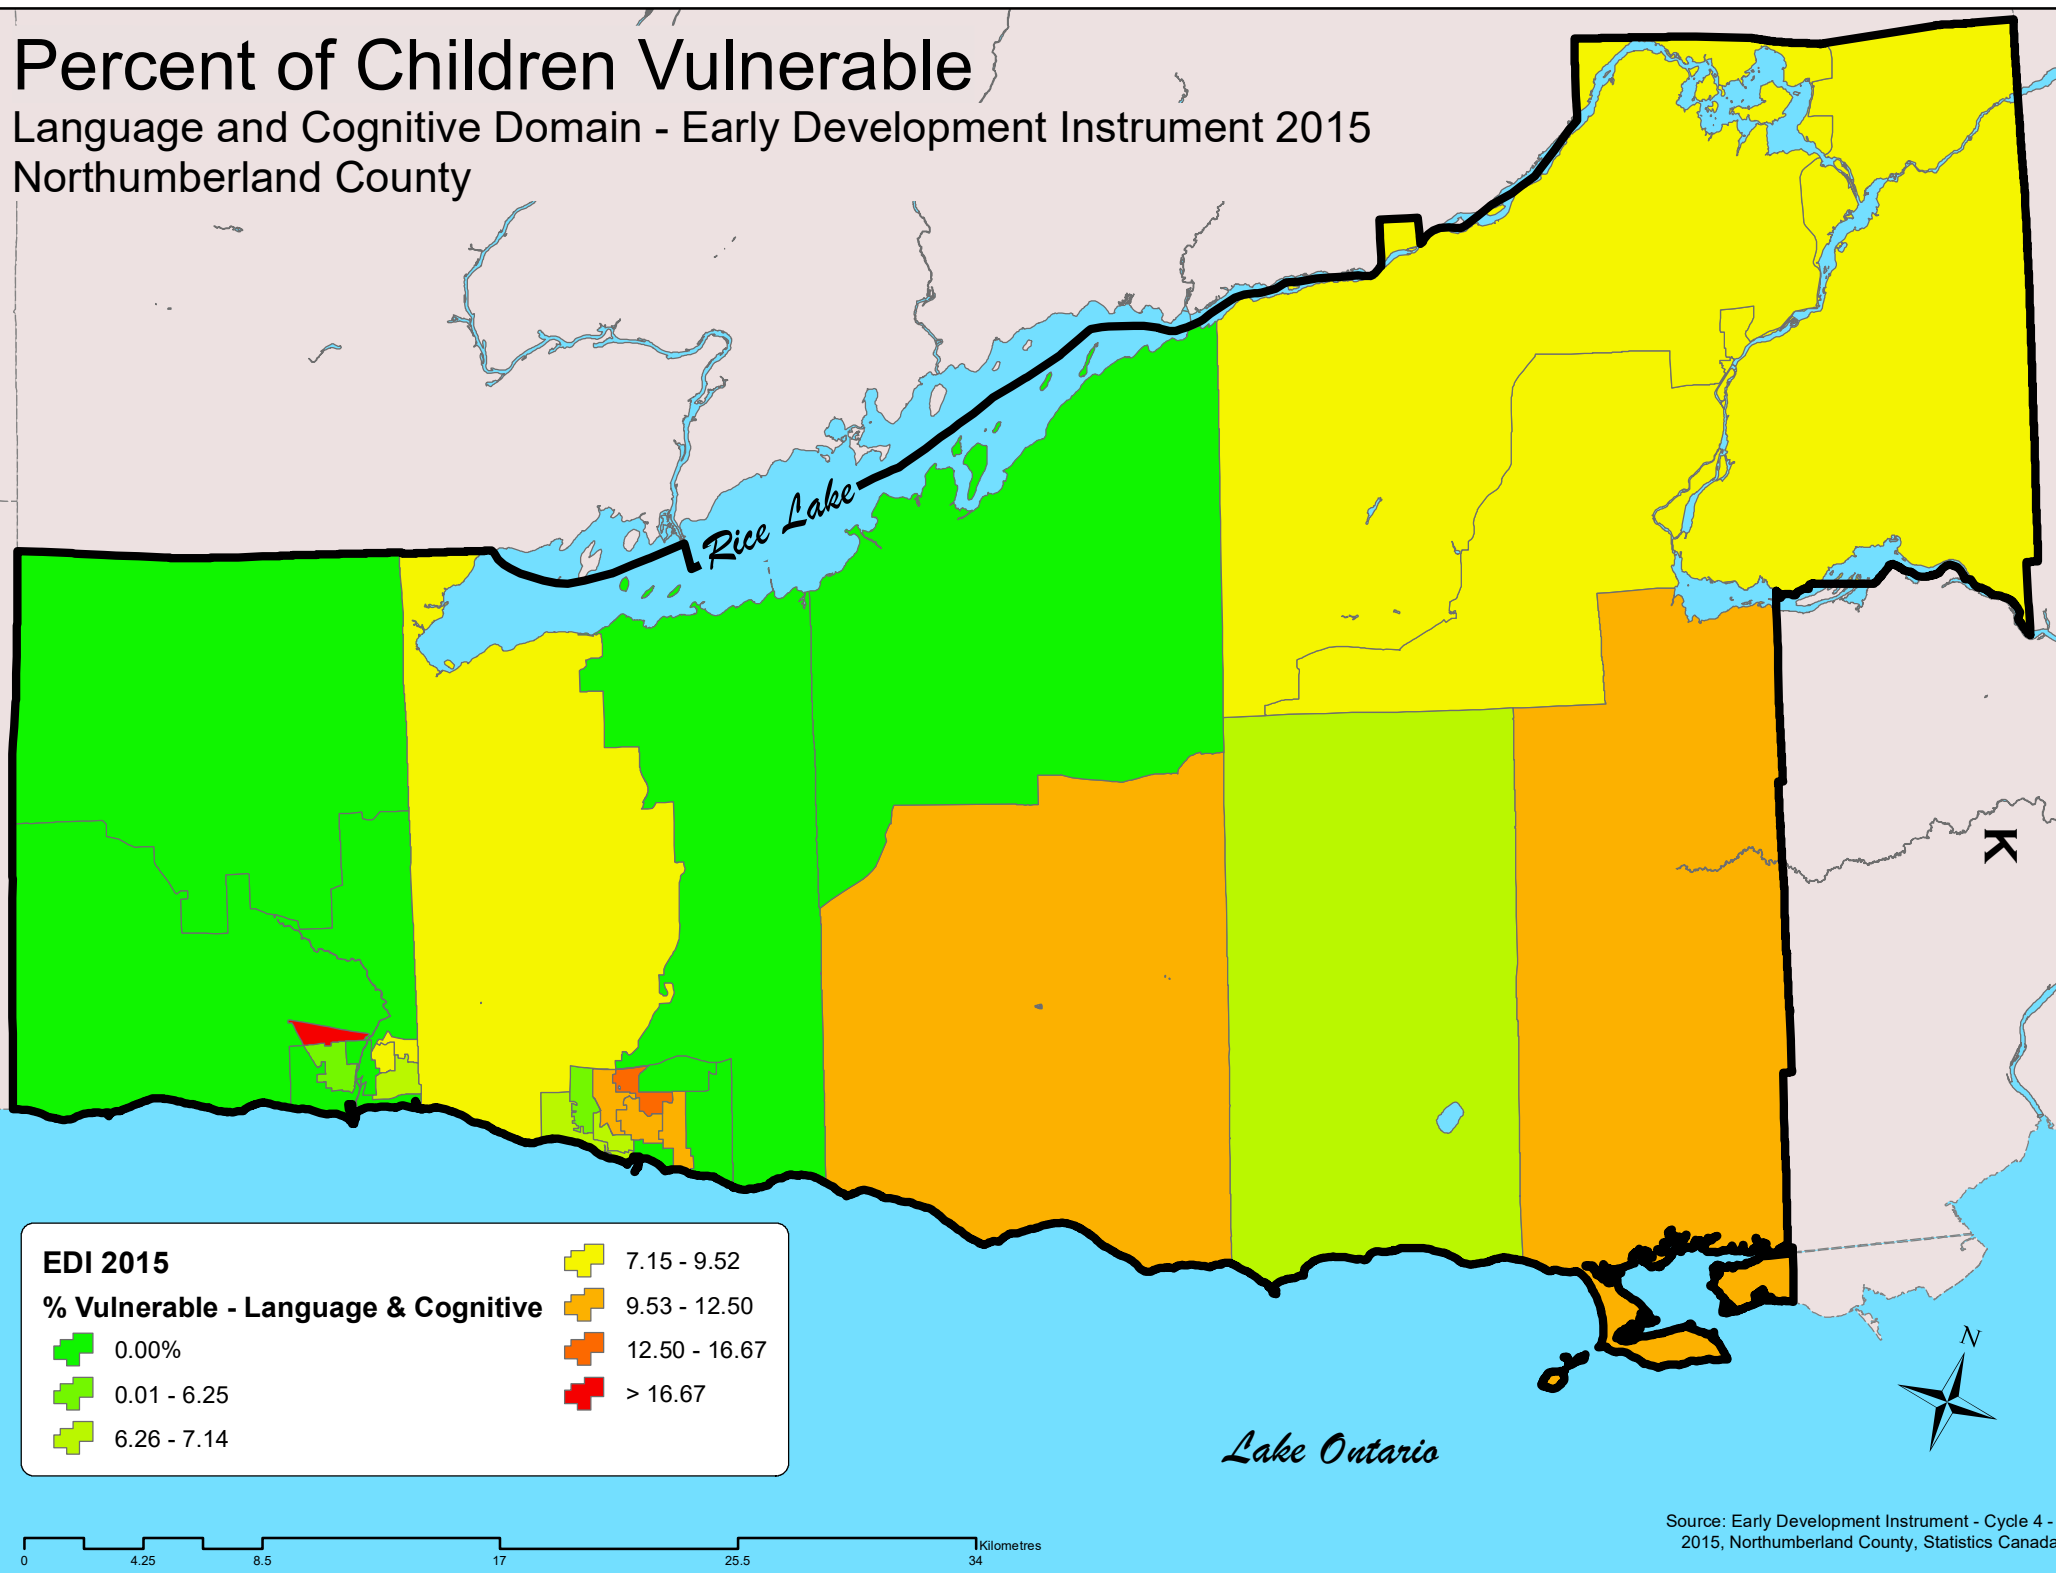 Percent of Children Vulnerable
Language and Cognitive Domain - Early Development Instrument 2015
Northumberland County
Rice Lake
K
EDI 2015
% Vulnerable - Language & Cognitive
0.00%
0.01 - 6.25
6.26 - 7.14
7.15 - 9.52
9.53 - 12.50
12.50 - 16.67
> 16.67
Lake Ontario
N
0 4.25 8.5 17 25.5 34 Kilometres
Source: Early Development Instrument - Cycle 4 -
2015, Northumberland County, Statistics Canada